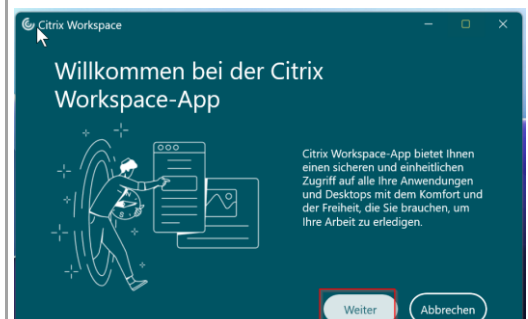 Citrix Workspace
Willkommen bei der Citrix
Workspace-App
Citrix Workspace-App bietet Ihnen
einen sicheren und einheitlichen
Zugriff auf alle Ihre Anwendungen
und Desktops mit dem Komfort und
der Freiheit, die Sie brauchen, um
Ihre Arbeit zu erledigen.
Weiter
Abbrechen